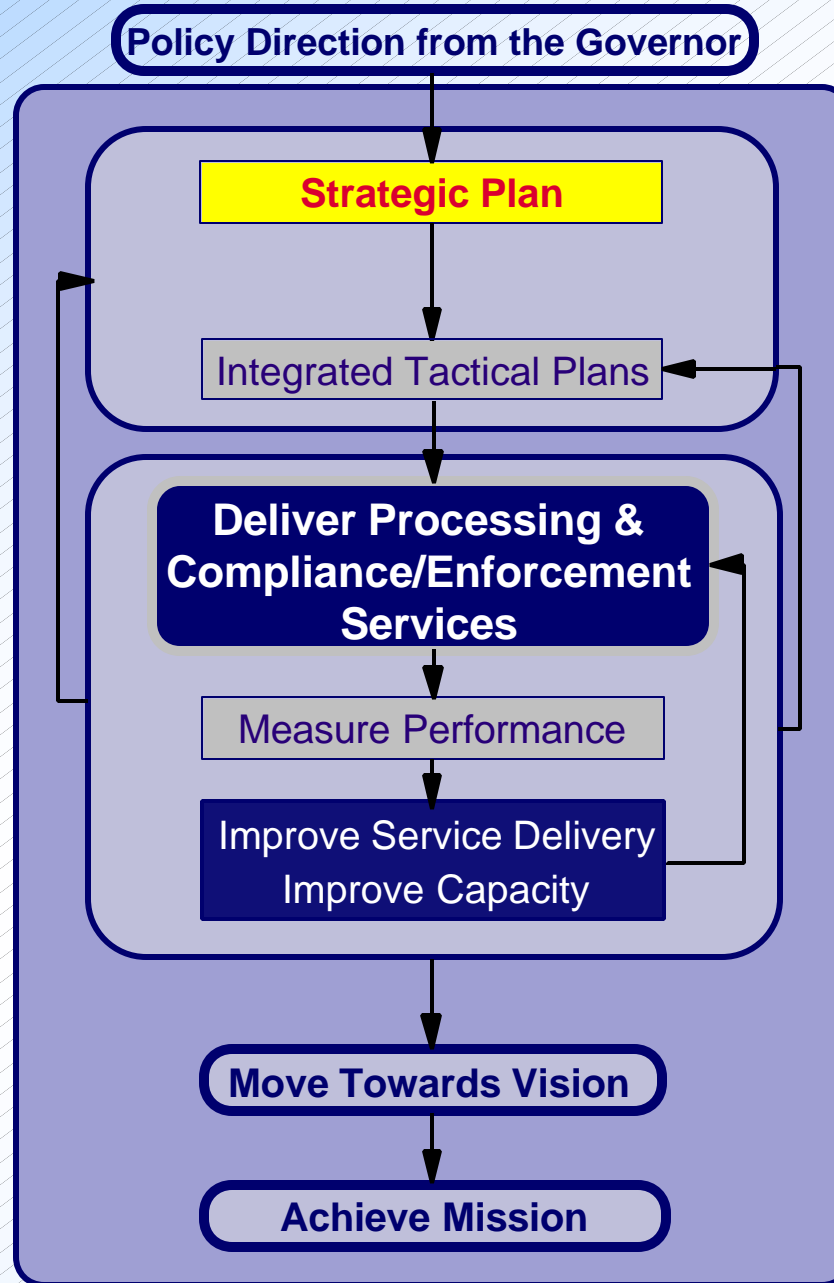 Policy Direction from the Governor
Strategic Plan
Integrated Tactical Plans
Deliver Processing &
Compliance/Enforcement
Services
Measure Performance
Improve Service Delivery
Improve Capacity
Move Towards Vision
Achieve Mission